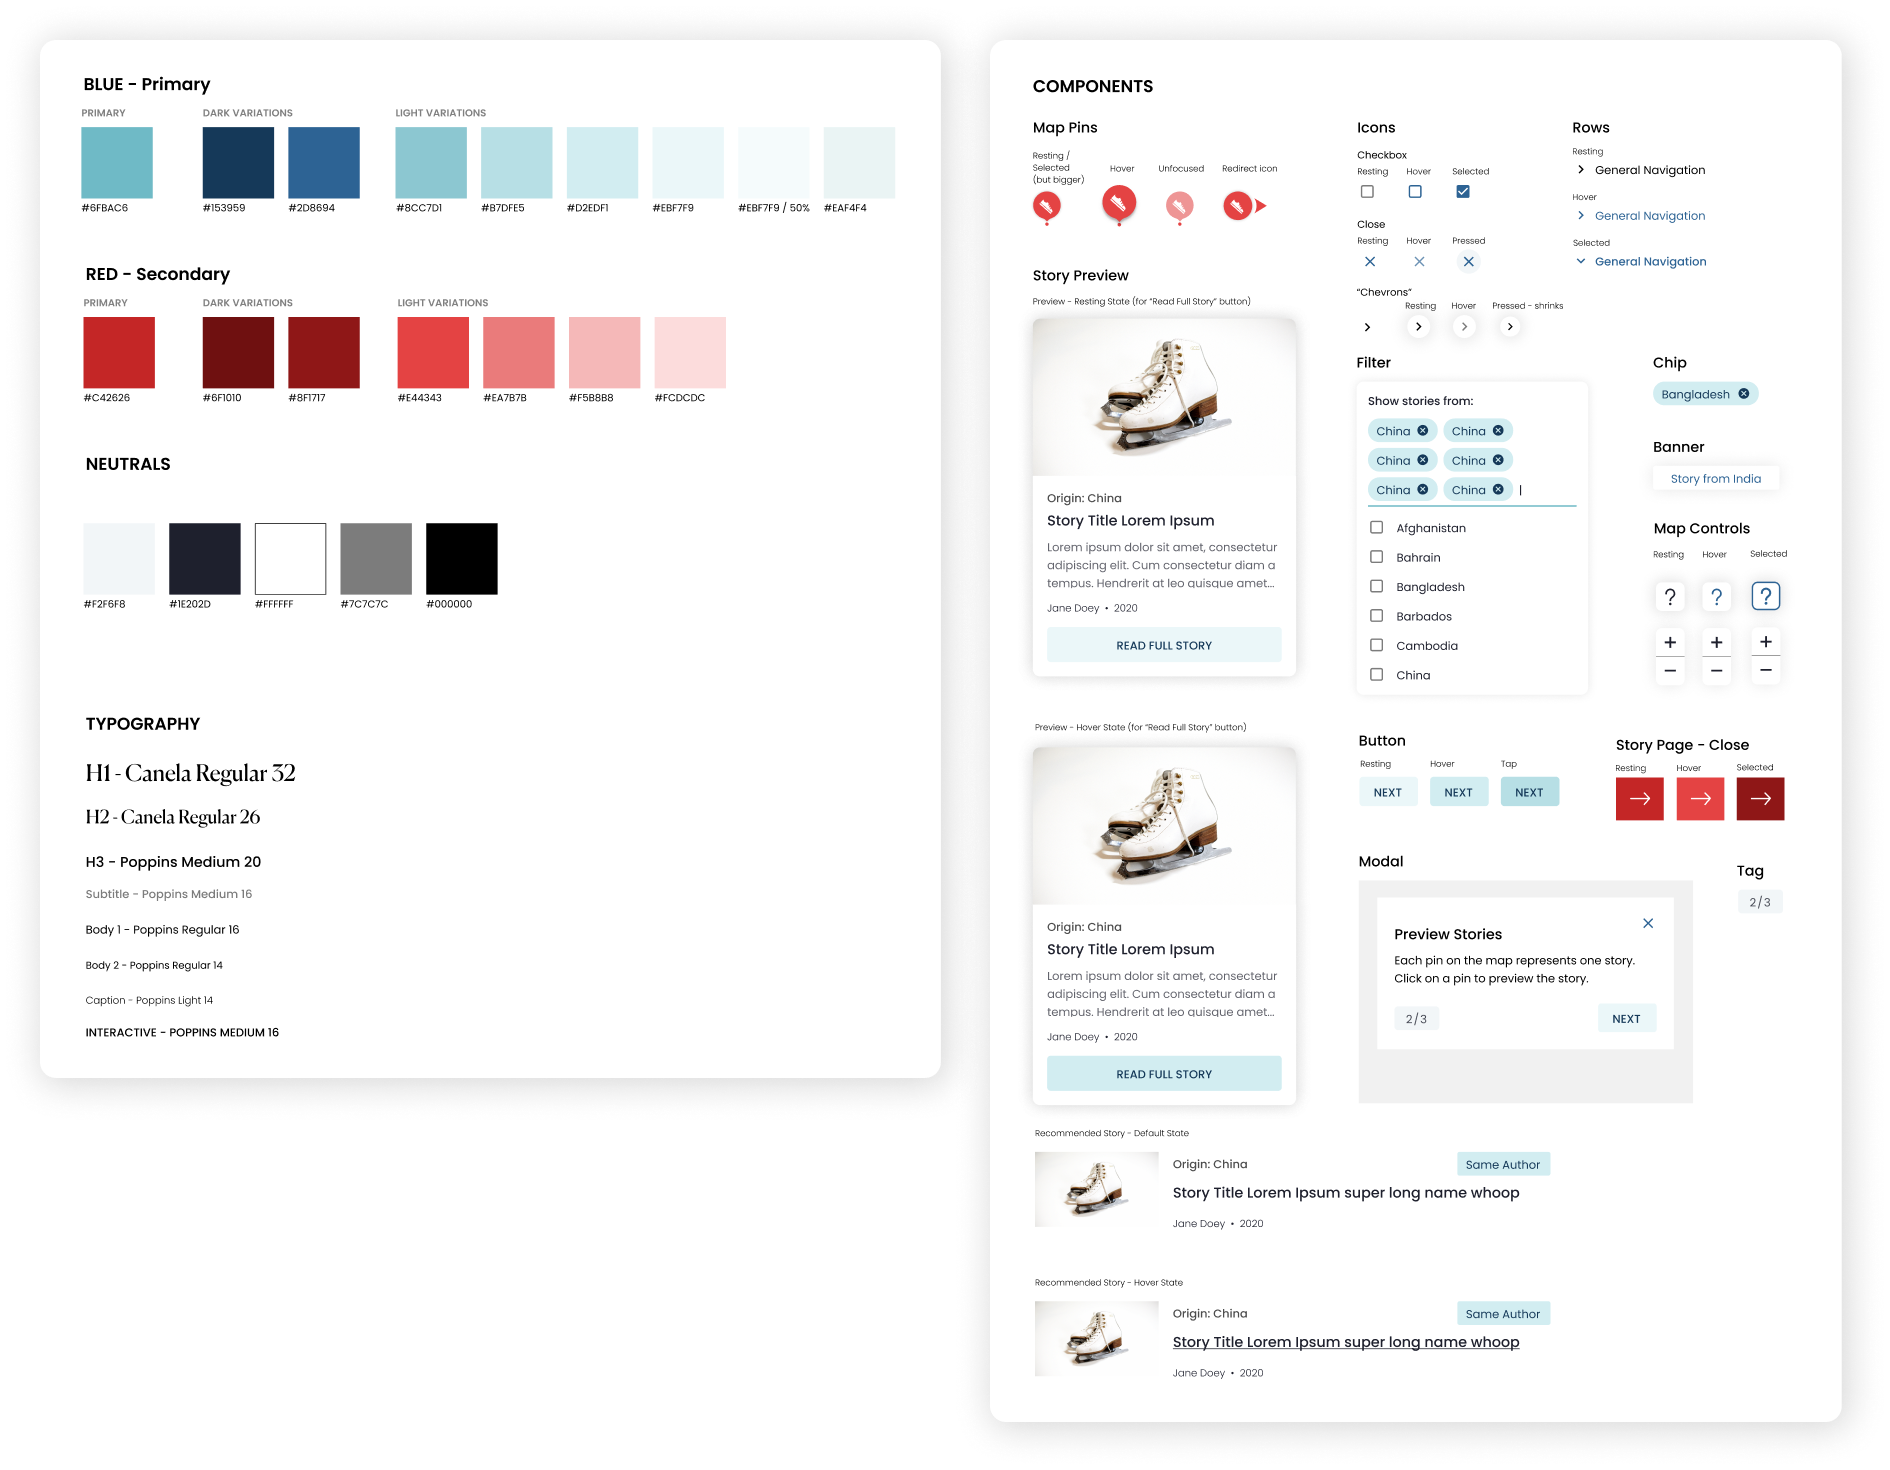 BLUE - Primary
PRIMARY
DARK VARIATIONS
LIGHT VARIATIONS
#6FBAC6
#153959
#2D8694
#8CC7D1
#B7DFE5
#D2EDF1
#EBF7F9
#EBF7F9 / 50%
#EAF4F4
RED - Secondary
PRIMARY
DARK VARIATIONS
LIGHT VARIATIONS
#C42626
#6F1010
#8F1717
#E44343
#EA7B7B
#F5B8B8
#FCDCDC
NEUTRALS
#F2F6F8
#1E202D
#FFFFFF
#7C7C7C
#000000
TYPOGRAPHY
H1 - Canela Regular 32
H2 - Canela Regular 26
H3 - Poppins Medium 20
Subtitle - Poppins Medium 16
Body 1 - Poppins Regular 16
Body 2 - Poppins Regular 14
Caption - Poppins Light 14
INTERACTIVE - POPPINS MEDIUM 16
COMPONENTS
Map Pins
Resting /
Selected
(but bigger)
Hover
Unfocused
Redirect icon
Story Preview
Preview - Resting State (for “Read Full Story” button)
Origin: China
Story Title Lorem Ipsum
Lorem ipsum dolor sit amet, consectetur
adipiscing elit. Cum consectetur diam a
tempus. Hendrerit at leo quisque amet...
Jane Doey • 2020
READ FULL STORY
Preview - Hover State (for “Read Full Story” button)
Origin: China
Story Title Lorem Ipsum
Lorem ipsum dolor sit amet, consectetur
adipiscing elit. Cum consectetur diam a
tempus. Hendrerit at leo quisque amet...
Jane Doey • 2020
READ FULL STORY
Icons
Checkbox
Resting
Hover
Selected
Close
Resting
Hover
Pressed
“Chevrons”
Resting
Hover
Pressed - shrinks
Rows
Resting
General Navigation
Hover
General Navigation
Selected
General Navigation
Filter
Show stories from:
China
China
China
China
China
China
Afghanistan
Bahrain
Bangladesh
Barbados
Cambodia
China
Chip
Bangladesh
Banner
Story from India
Map Controls
Resting
Hover
Selected
?
?
?
+
+
+
−
−
−
Button
Resting
Hover
Tap
NEXT
NEXT
NEXT
Story Page - Close
Resting
Hover
Selected
Modal
Preview Stories
Each pin on the map represents one story.
Click on a pin to preview the story.
2/3
NEXT
Tag
2/3
Recommended Story - Default State
Origin: China
Same Author
Story Title Lorem Ipsum super long name whoop
Jane Doey • 2020
Recommended Story - Hover State
Origin: China
Same Author
Story Title Lorem Ipsum super long name whoop
Jane Doey • 2020